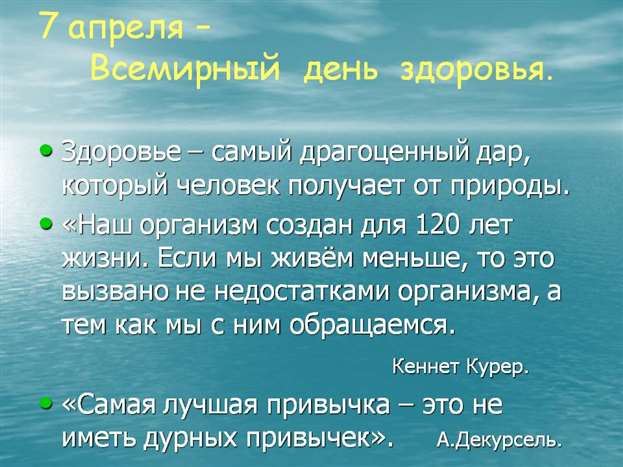 7 апреля –
Всемирный день здоровья.
• Здоровье – самый драгоценный дар,
который человек получает от природы.
• «Наш организм создан для 120 лет
жизни. Если мы живём меньше, то это
вызвано не недостатками организма, а
тем как мы с ним обращаемся.
Кеннет Курер.
• «Самая лучшая привычка – это не
иметь дурных привычек». А.Декурсель.